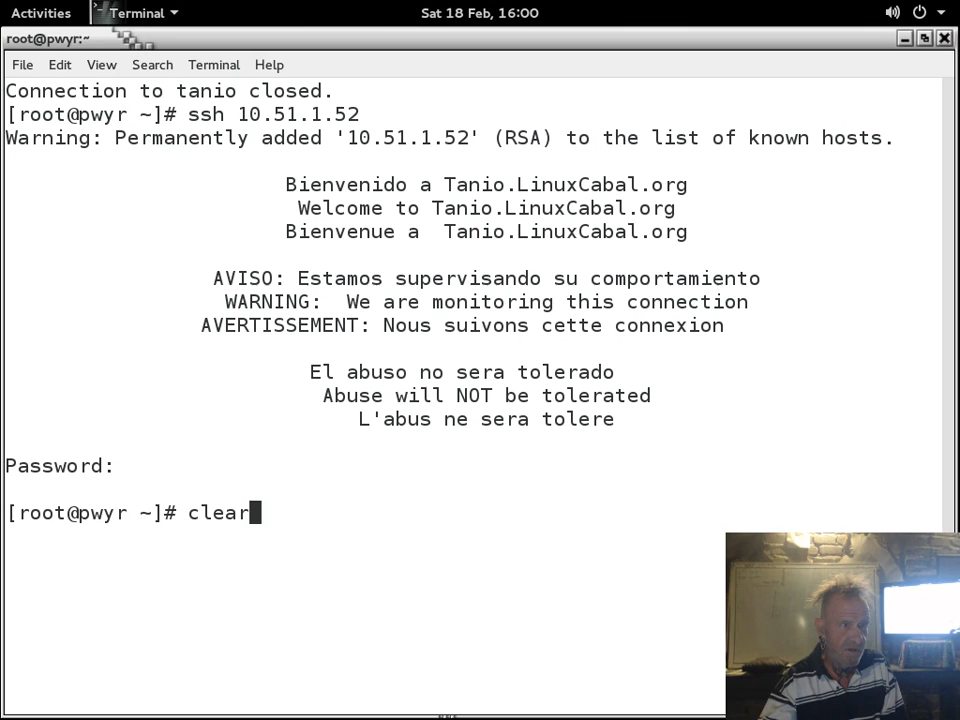 Activities Terminal Sat 18 Feb, 16:00
root@pwyr:~
File Edit View Search Terminal Help
Connection to tanio closed.
[root@pwyr ~]# ssh 10.51.1.52
Warning: Permanently added '10.51.1.52' (RSA) to the list of known hosts.
Bienvenido a Tanio.LinuxCabal.org
Welcome to Tanio.LinuxCabal.org
Bienvenue a  Tanio.LinuxCabal.org
AVISO: Estamos supervisando su comportamiento
WARNING:  We are monitoring this connection
AVERTISSEMENT: Nous suivons cette connexion
El abuso no sera tolerado
Abuse will NOT be tolerated
L'abus ne sera tolere
Password:
[root@pwyr ~]# clear